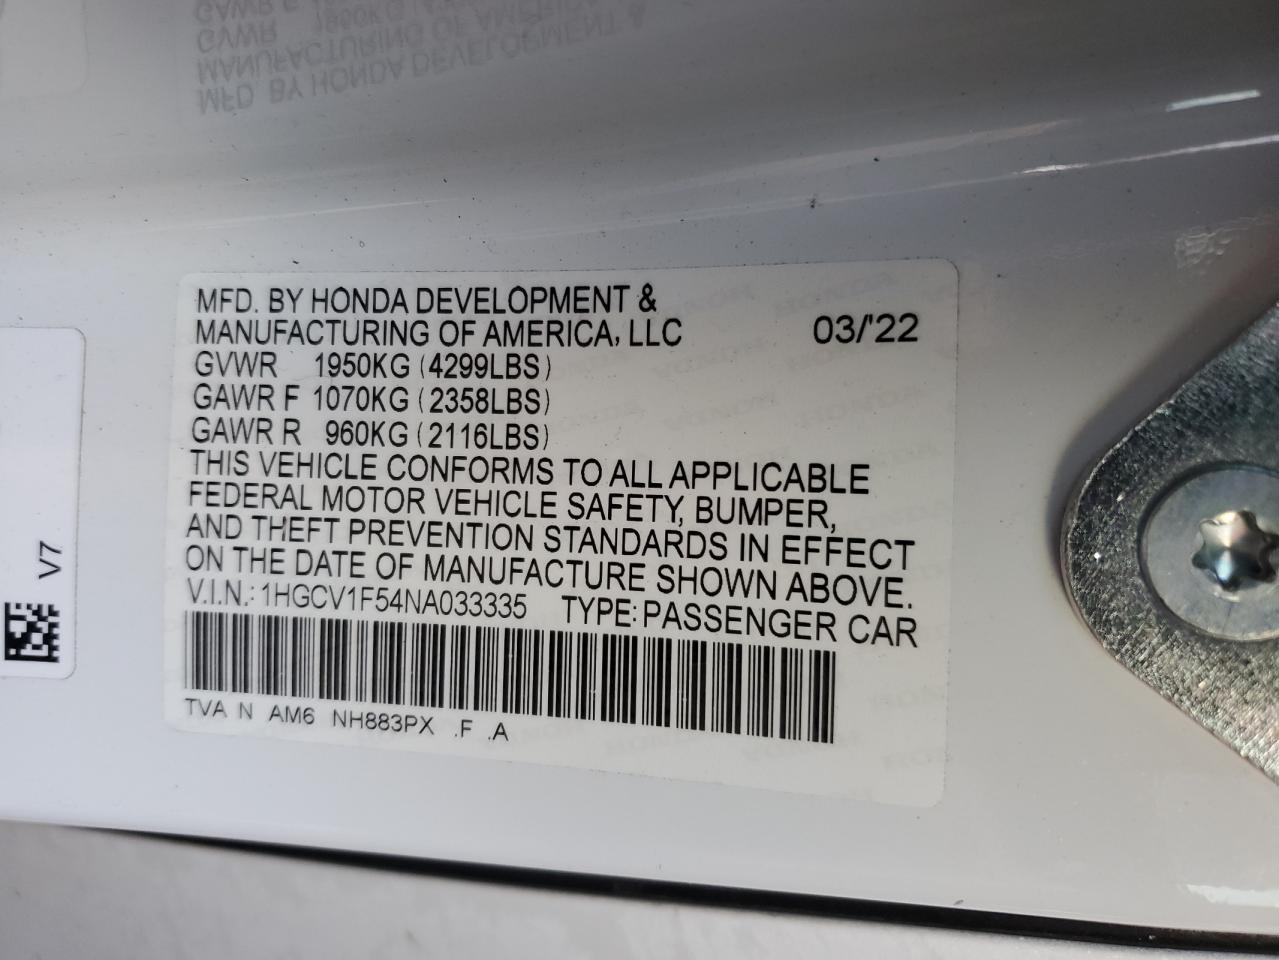 MFD. BY HONDA DEVELOPMENT &
MANUFACTURING OF AMERICA, LLC 03/'22
GVWR 1950KG (4299LBS)
GAWR F 1070KG (2358LBS)
GAWR R 960KG (2116LBS)
THIS VEHICLE CONFORMS TO ALL APPLICABLE
FEDERAL MOTOR VEHICLE SAFETY, BUMPER,
AND THEFT PREVENTION STANDARDS IN EFFECT
ON THE DATE OF MANUFACTURE SHOWN ABOVE.
V.I.N.: 1HGCV1F54NA033335 TYPE: PASSENGER CAR
TVA N AM6 NH883PX .F .A
V7